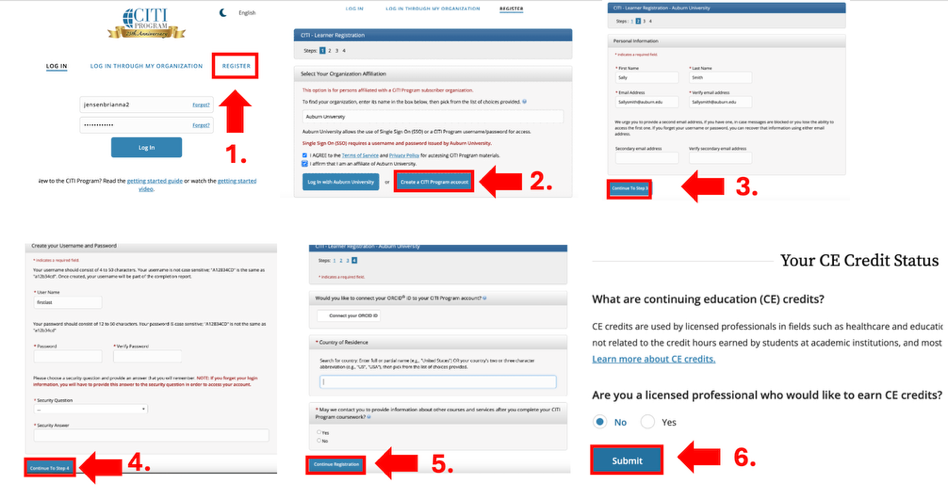 CITI
PROGRAM
25th Anniversary
English
LOG IN
LOG IN THROUGH MY ORGANIZATION
REGISTER
jensenbrianna2
Forgot?
••••••••••••
Forgot?
Log In
1.
New to the CITI Program? Read the getting started guide or watch the getting started
video.
LOG IN
LOG IN THROUGH MY ORGANIZATION
REGISTER
CITI - Learner Registration
Steps: 1 2 3 4
Select Your Organization Affiliation
This option is for persons affiliated with a CITI Program subscriber organization.
To find your organization, enter its name in the box below, then pick from the list of choices provided.
Auburn University
Auburn University allows the use of Single Sign On (SSO) or a CITI Program username/password for access.
Single Sign On (SSO) requires a username and password issued by Auburn University.
I AGREE to the Terms of Service and Privacy Policy for accessing CITI Program materials.
I affirm that I am an affiliate of Auburn University.
Log In with Auburn University
or
Create a CITI Program account
2.
CITI - Learner Registration - Auburn University
Steps: 1 2 3 4
Personal Information
* indicates a required field.
* First Name
* Last Name
Sally
Smith
* Email Address
* Verify email address
Sallysmith@auburn.edu
Sallysmith@auburn.edu
We urge you to provide a second email address, if you have one, in case messages are blocked or you lose the ability to
access the first one. If you forget your username or password, you can recover that information using either email
address.
Secondary email address
Verify secondary email address
Continue To Step 3
3.
Create your Username and Password
* indicates a required field.
Your username should consist of 4 to 50 characters. Your username is not case sensitive; "A12B34CD" is the same as
"a12b34cd". Once created, your username will be part of the completion report.
* User Name
firstlast
Your password should consist of 12 to 50 characters. Your password IS case sensitive; "A12B34CD" is not the same as
"a12b34cd".
* Password
* Verify Password
Please choose a security question and provide an answer that you will remember. NOTE: If you forget your login
information, you will have to provide this answer to the security question in order to access your account.
* Security Question
* Security Answer
Continue To Step 4
4.
CITI - Learner Registration - Auburn University
Steps: 1 2 3 4
* indicates a required field.
Would you like to connect your ORCID® iD to your CITI Program account?
Connect your ORCID iD
* Country of Residence
Search for country: Enter full or partial name (e.g., "United States") OR your country's two or three character
abbreviation (e.g., "US", "USA"), then pick from the list of choices provided.
* May we contact you to provide information about other courses and services after you complete your CITI
Program coursework?
Yes
No
Continue Registration
5.
Your CE Credit Status
What are continuing education (CE) credits?
CE credits are used by licensed professionals in fields such as healthcare and educatic
not related to the credit hours earned by students at academic institutions, and most
Learn more about CE credits.
Are you a licensed professional who would like to earn CE credits?
No
Yes
Submit
6.